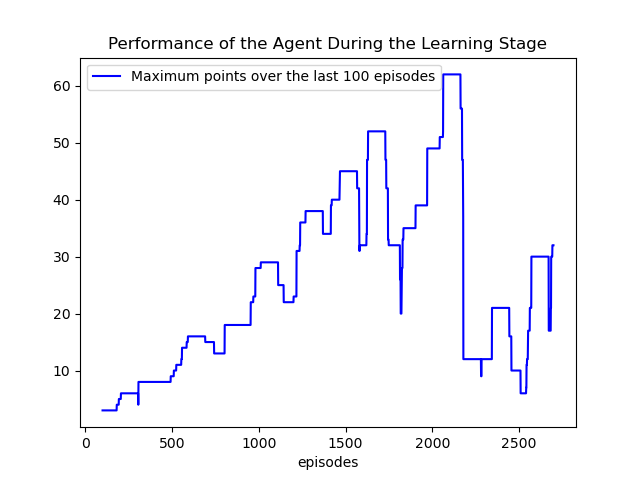 Performance of the Agent During the Learning Stage
Maximum points over the last 100 episodes
60
50
40
30
20
10
0 500 1000 1500 2000 2500
episodes